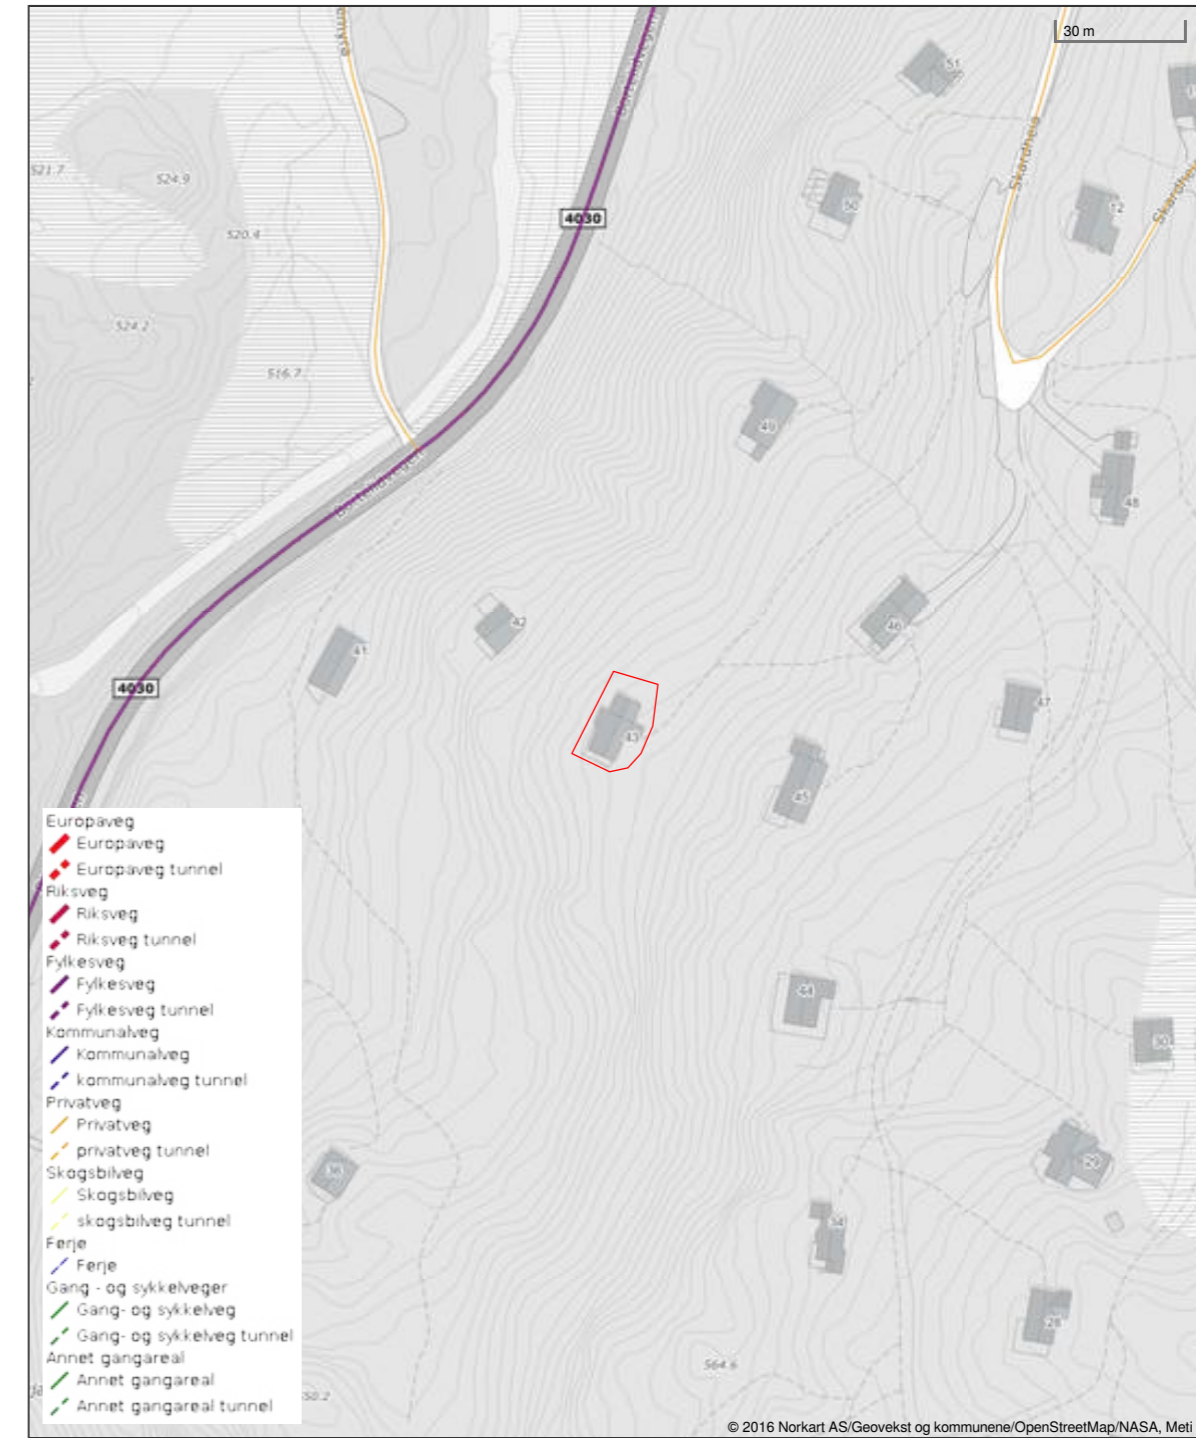 30 m
51
50
12
Skardheia
4030
521.7
524.9
520.4
524.2
516.7
49
48
46
42
41
47
43
45
4030
44
30
29
36
34
28
564.6
Europaveg
Europaveg
Europaveg tunnel
Riksveg
Riksveg
Riksveg tunnel
Fylkesveg
Fylkesveg
Fylkesveg tunnel
Kommunalveg
Kommunalveg
kommunalveg tunnel
Privatveg
Privatveg
privatveg tunnel
Skogsbilveg
Skogsbilveg
skogsbilveg tunnel
Ferje
Ferje
Gang - og sykkelveger
Gang- og sykkelveg
Gang- og sykkelveg tunnel
Annet gangareal
Annet gangareal
Annet gangareal tunnel
© 2016 Norkart AS/Geovekst og kommunene/OpenStreetMap/NASA, Meti